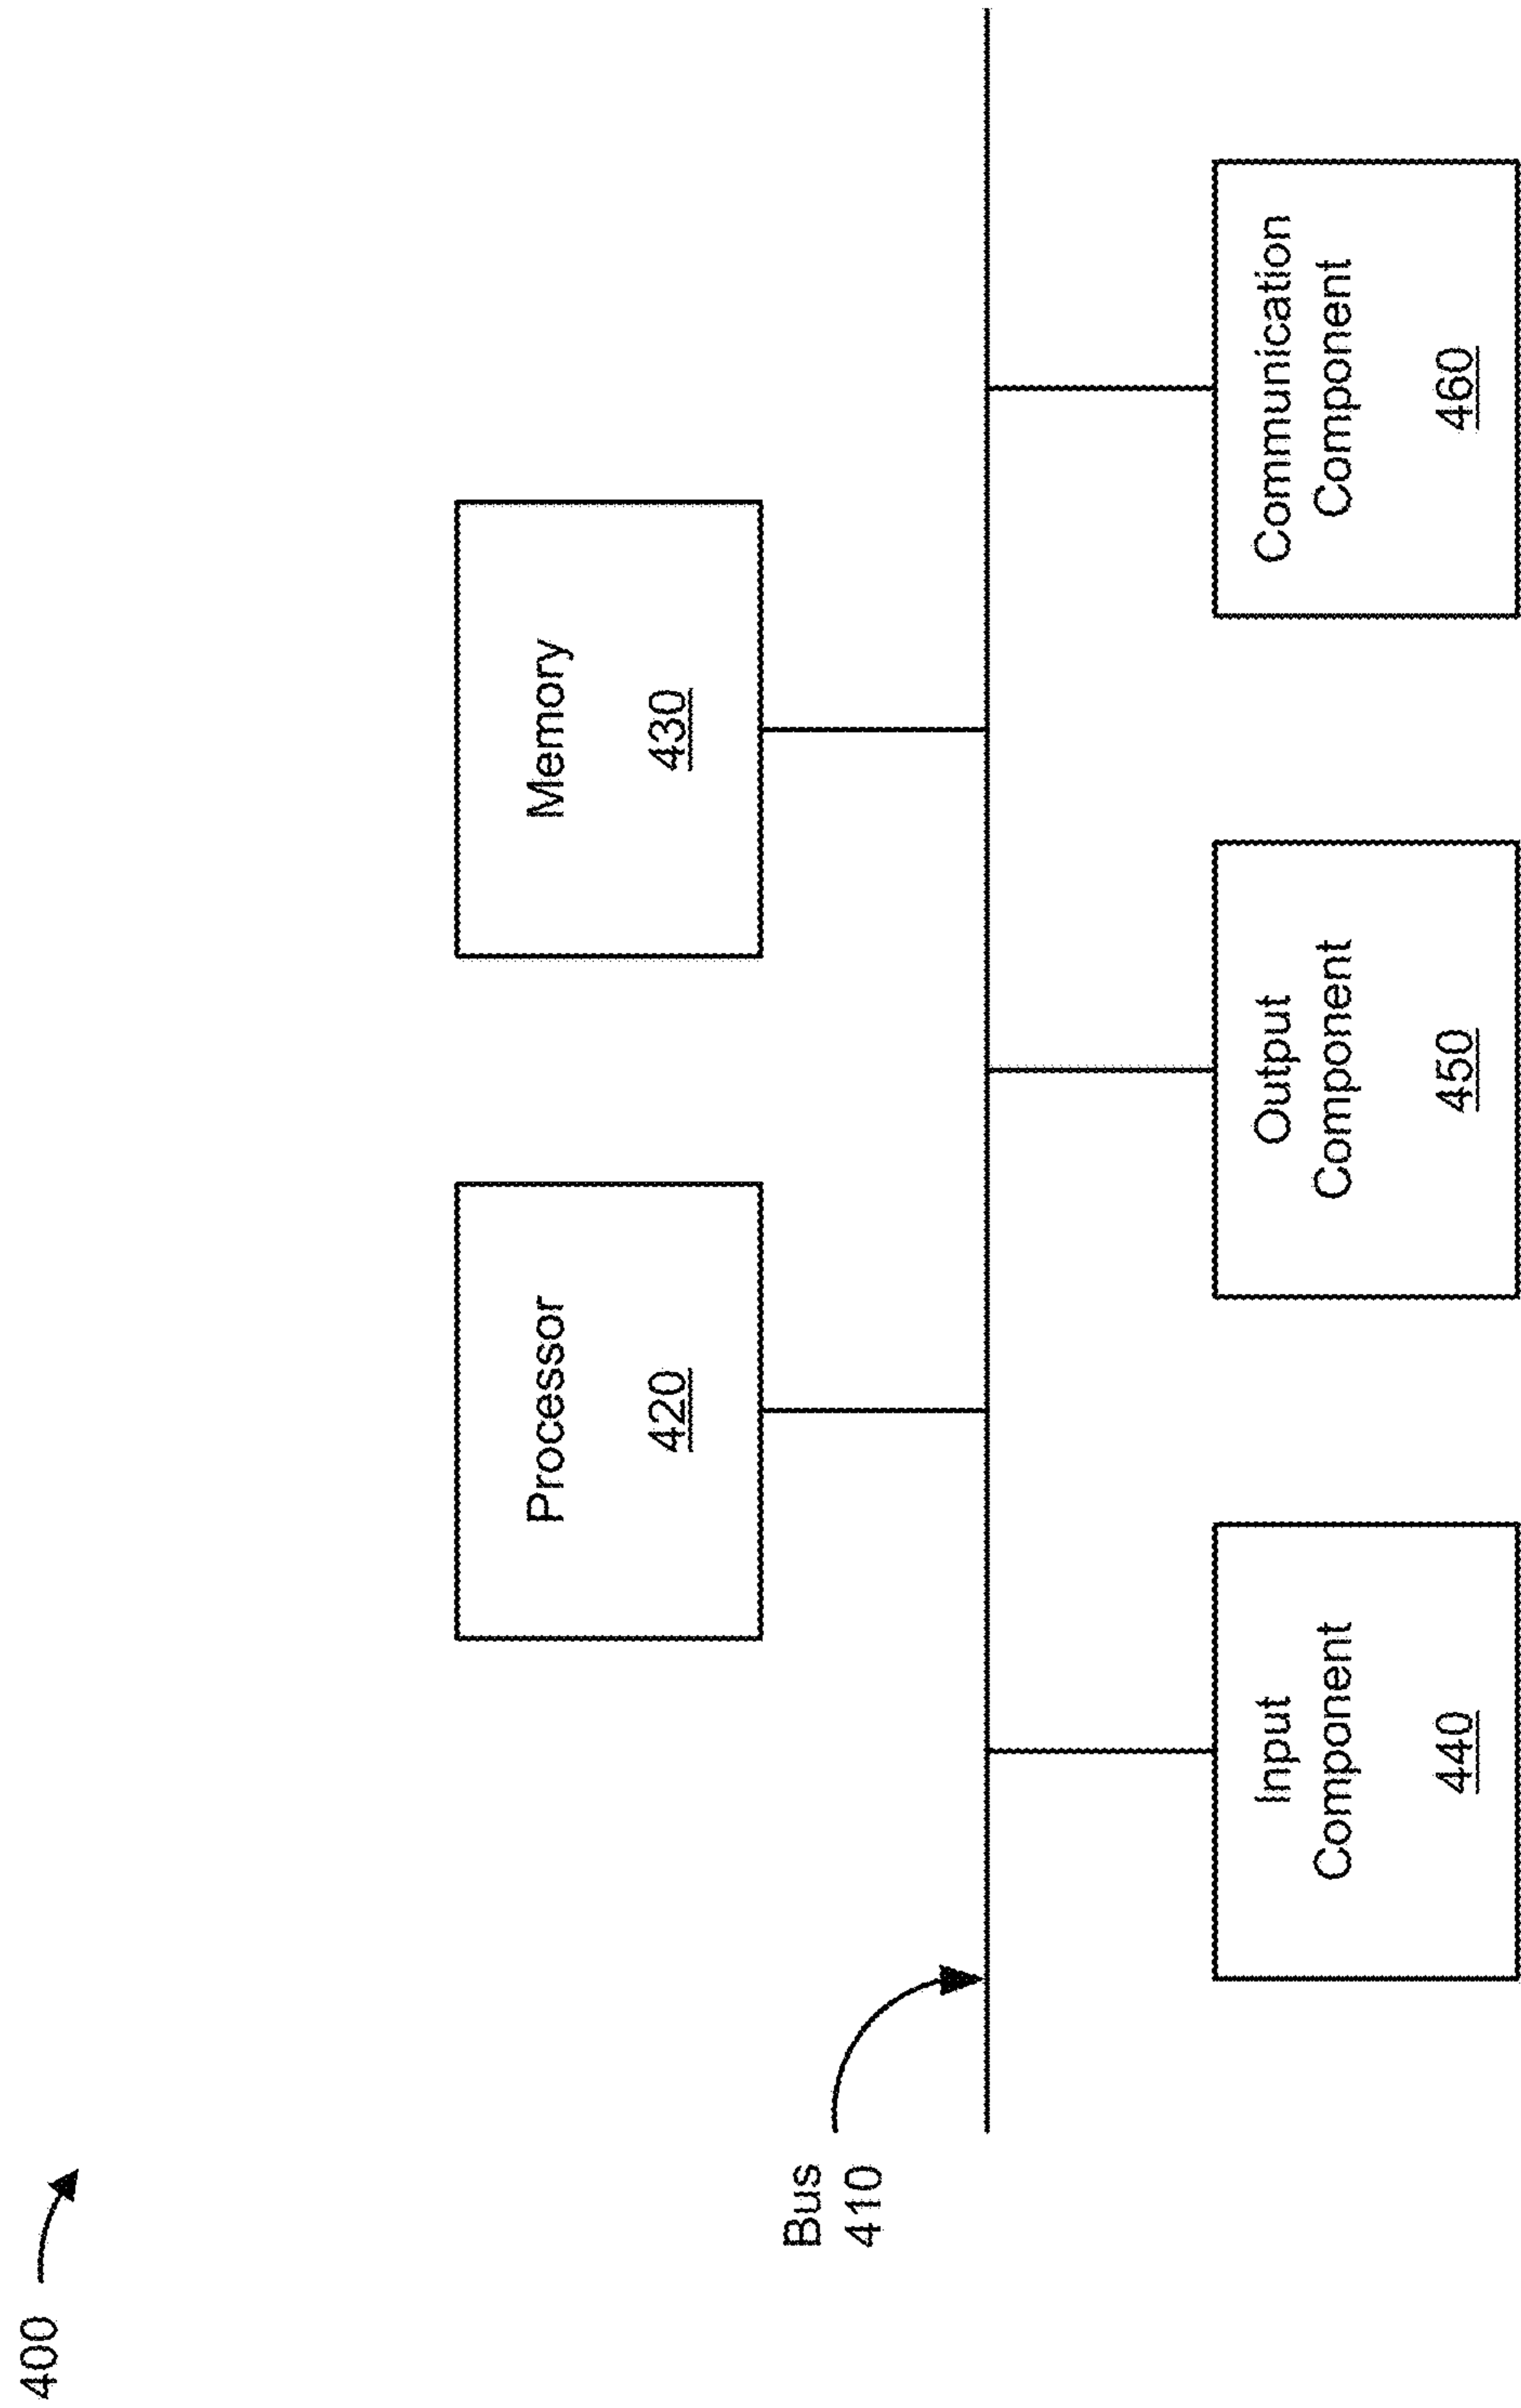 400
Processor
420
Memory
430
Bus
410
Input
Component
440
Output
Component
450
Communication
Component
460